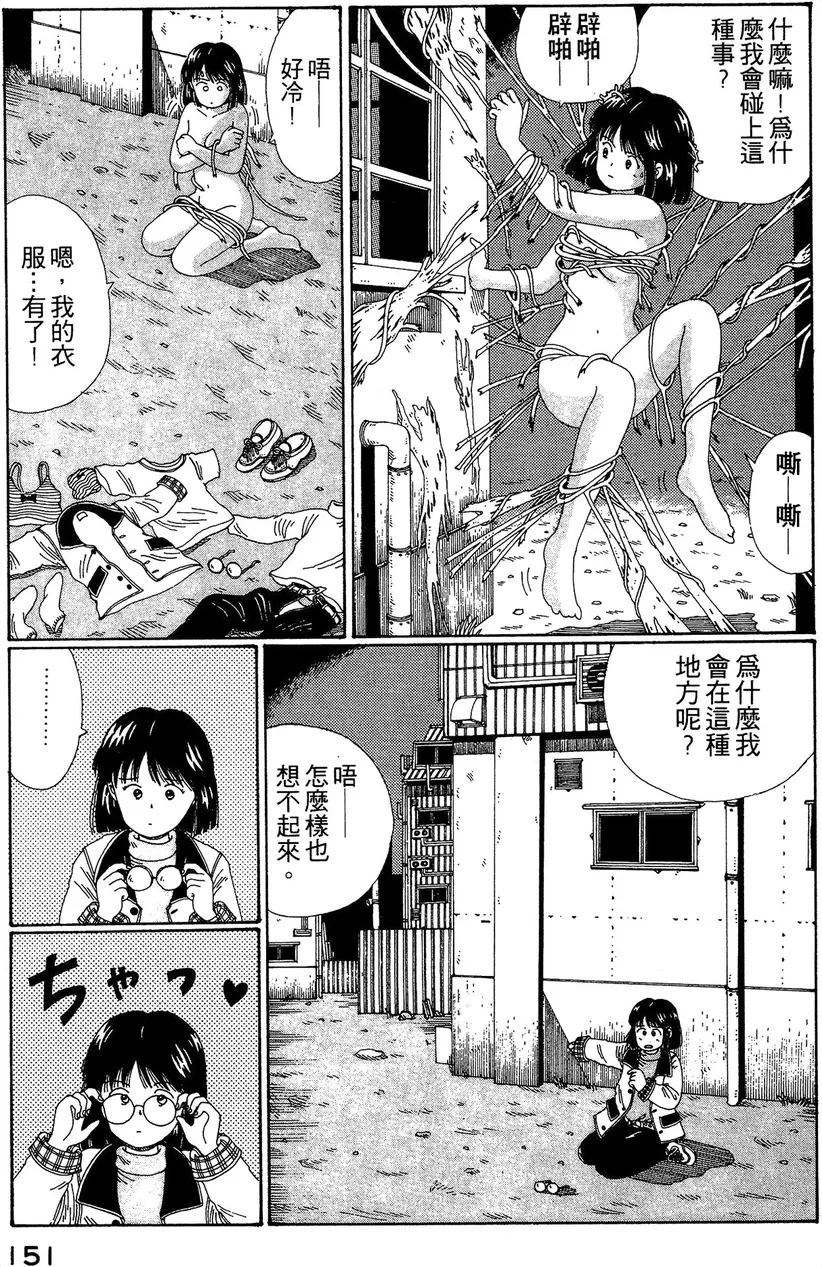 什麼嘛！為什
麼我會碰上這
種事？
辟啪——
辟啪——
嘶——嘶——
唔——
好冷！
嗯，我的衣
服…有了！
為什麼我
會在這種
地方呢？
唔——
怎麼樣也
想不起來。
………
ちゃっ♥
151